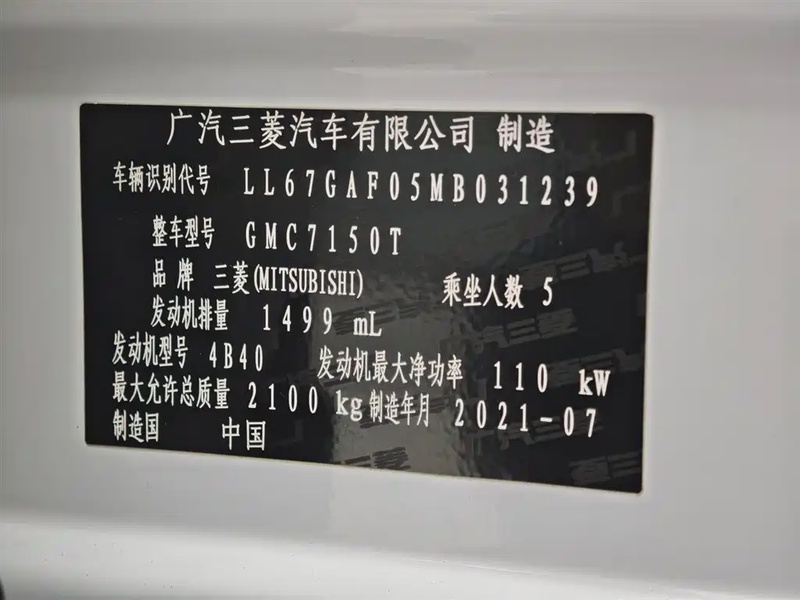 广汽三菱汽车有限公司 制造
车辆识别代号 LL67GAF05MB031239
整车型号 GMC7150T
品牌 三菱(MITSUBISHI) 乘坐人数 5
发动机排量 1499 mL
发动机型号 4B40 发动机最大净功率 110 kW
最大允许总质量 2100 kg 制造年月 2021-07
制造国 中国